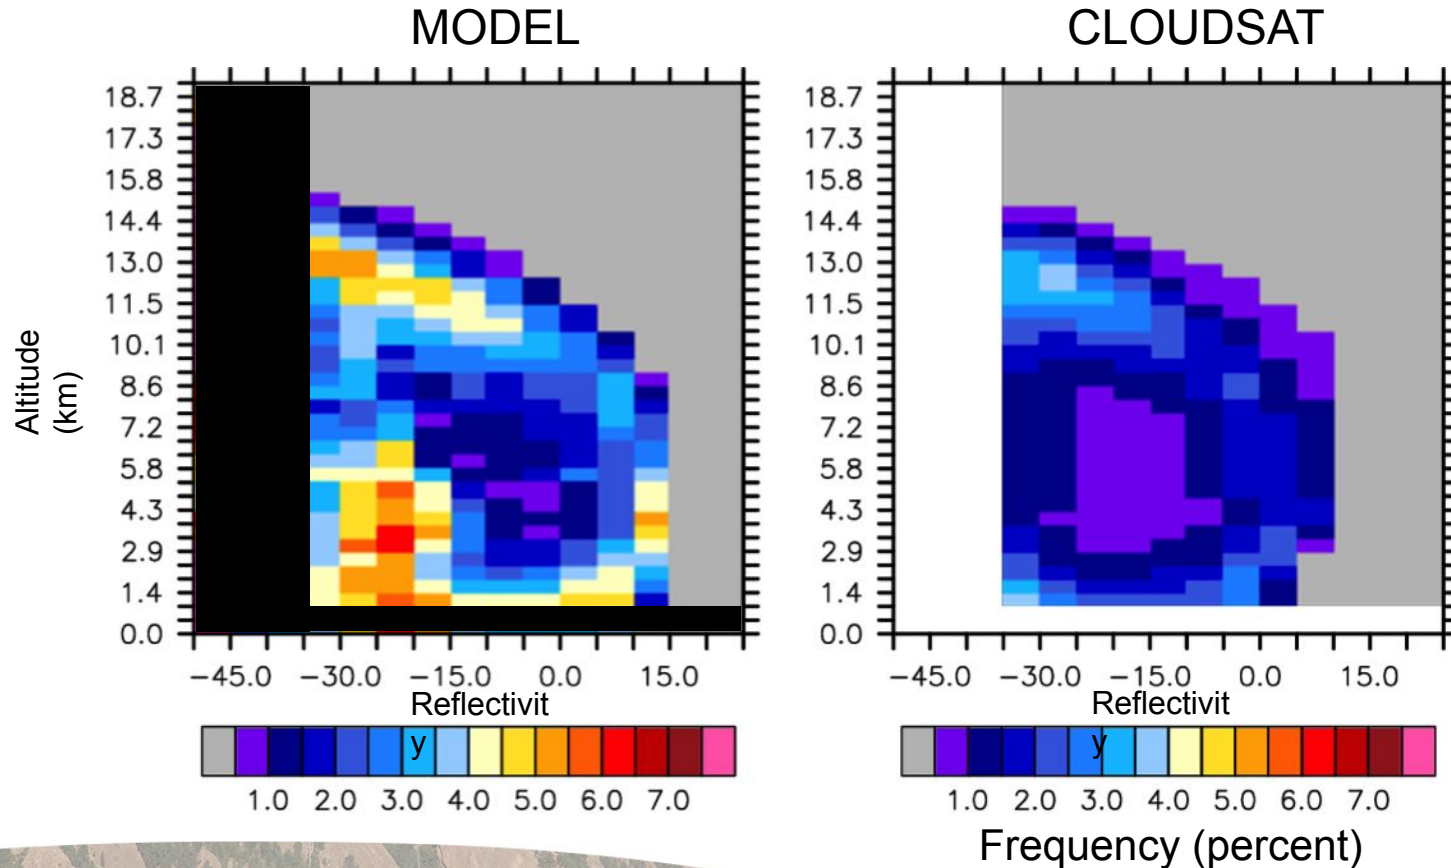 MODEL
CLOUDSAT
18.7
17.3
15.8
14.4
13.0
11.5
10.1
8.6
7.2
5.8
4.3
2.9
1.4
0.0
Altitude
(km)
−45.0 −30.0 −15.0 0.0 15.0
Reflectivit
y
1.0 2.0 3.0 4.0 5.0 6.0 7.0
18.7
17.3
15.8
14.4
13.0
11.5
10.1
8.6
7.2
5.8
4.3
2.9
1.4
0.0
−45.0 −30.0 −15.0 0.0 15.0
Reflectivit
y
1.0 2.0 3.0 4.0 5.0 6.0 7.0
Frequency (percent)